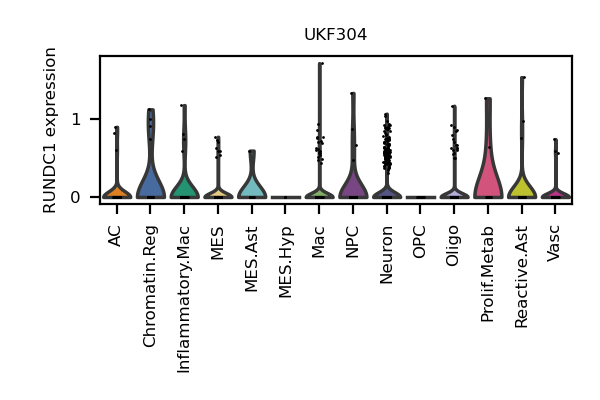 UKF304
RUNDC1 expression
1
0
AC
Chromatin.Reg
Inflammatory.Mac
MES
MES.Ast
MES.Hyp
Mac
NPC
Neuron
OPC
Oligo
Prolif.Metab
Reactive.Ast
Vasc